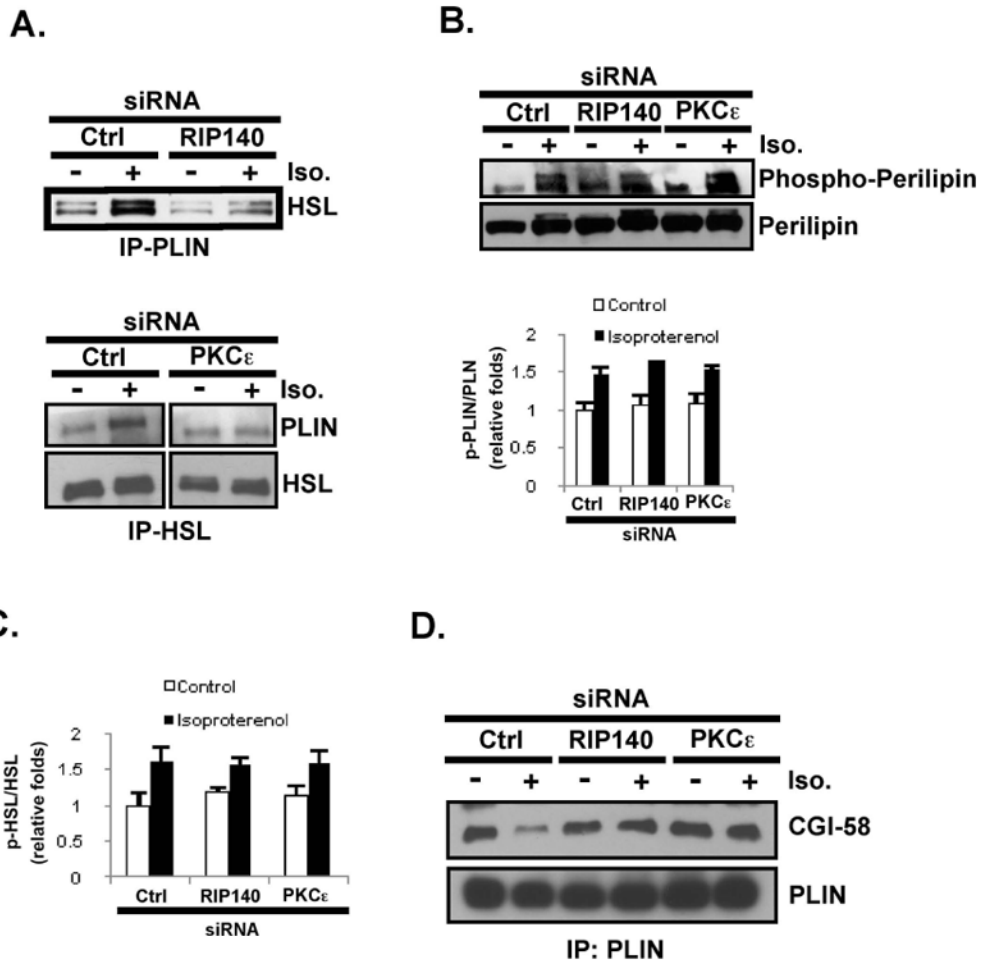 A.
siRNA
Ctrl RIP140
- + - + Iso.
HSL
IP-PLIN
siRNA
Ctrl PKCε
- + - + Iso.
PLIN
HSL
IP-HSL
B.
siRNA
Ctrl RIP140 PKCε
- + - + - + Iso.
Phospho-Perilipin
Perilipin
Control
Isoproterenol
p-PLIN/PLN
(relative folds)
2
1.5
1
0.5
0
Ctrl RIP140 PKCε
siRNA
C.
Control
Isoproterenol
p-HSL/HSL
(relative folds)
2
1.5
1
0.5
0
Ctrl RIP140 PKCε
siRNA
D.
siRNA
Ctrl RIP140 PKCε
- + - + - + Iso.
CGI-58
PLIN
IP: PLIN